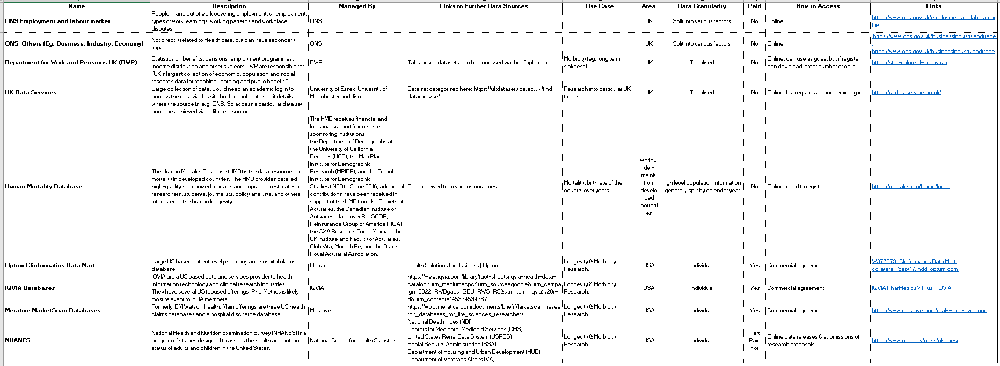 Name Description Managed By Links to Further Data Sources Use Case Area Data Granularity Paid How to Access Links
ONS Employment and labour market
People in and out of work covering employment, unemployment,
types of work, earnings, working patterns and workplace
disputes.
ONS
UK
Split into various factors
No
Online
https://www.ons.gov.uk/employmentandlabourmar
ket
ONS Others (Eg. Business, Industry, Economy)
Not directly related to Health care, but can have secondary
impact
ONS
UK
Split into various factors
No
Online
https://www.ons.gov.uk/businessindustryandtrade
;
https://www.ons.gov.uk/businessindustryandtrade
Department for Work and Pensions UK (DWP)
Statistics on benefits, pensions, employment programmes,
income distribution and other subjects DWP are responsible for.
DWP
Tabularised datasets can be accessed via their "xplore" tool
Morbidity (eg. long term
sickness)
UK
Tabulised
No
Online, can use as guest but if register
can download larger number of cells
https://stat-xplore.dwp.gov.uk/
UK Data Services
"UK's largest collection of economic, population and social
research data for teaching, learning and public benefit."
Large collection of data, would need an academic log in to
access the data via this site but for each data set, it details
where the source is, e.g. ONS. So access a particular data set
could be achieved via a different source
University of Essex, University of
Manchester and Jisc
Data set categorised here: https://ukdataservice.ac.uk/find-
data/browse/
Research into particular UK
trends
UK
Tabulised
No
Online, but requires an acedemic log in
https://ukdataservice.ac.uk/
Human Mortality Database
The Human Mortality Database (HMD) is the data resource on
mortality in developed countries. The HMD provides detailed
high-quality harmonized mortality and population estimates to
researchers, students, journalists, policy analysts, and others
interested in the human longevity.
The HMD receives financial and
logistical support from its three
sponsoring institutions,
the Department of Demography at
the University of California,
Berkeley (UCB), the Max Planck
Institute for Demographic
Research (MPIDR), and the French
Institute for Demographic
Studies (INED). Since 2016, additional
contributions have been received in
support of the HMD from the Society of
Actuaries, the Canadian Institute of
Actuaries, Hannover Re, SCOR,
Reinsurance Group of America (RGA),
the AXA Research Fund, Milliman, the
UK Institute and Faculty of Actuaries,
Club Vita, Munich Re, and the Dutch
Royal Actuarial Association.
Data received from various countries
Mortality, birthrate of the
country over years
Worldwi
de -
mainly
from
develo
ped
countri
es
High level population information,
generally split by calendar year
No
Online, need to register
https://mortality.org/Home/Index
Optum Clinformatics Data Mart
Large US based patient level pharmacy and hospital claims
database.
Optum
Health Solutions for Business | Optum
Longevity & Morbidity
Research.
USA
Individual
Yes
Commercial agreement
W377379_Clinformatics Data Mart
collateral_Sept17.indd (optum.com)
IQVIA Databases
IQVIA are a US based data and services provider to health
information technology and clinical research industries.
They have several US focused offerings, PharMetrics is likely
most relevant to IFOA members.
IQVIA
https://www.iqvia.com/library/fact-sheets/iqvia-health-data-
catalog?utm_medium=cpc&utm_source=google&utm_campa
ign=2022_RWDgads_GBU_RWS_RS&utm_term=iqvia%20rw
d&utm_content=145934594787
Longevity & Morbidity
Research.
USA
Individual
Yes
Commercial agreement
IQVIA PharMetrics® Plus - IQVIA
Merative MarketScan Databases
Formerly IBM Watson Health. Main offerings are three US health
claims databases and a hospital discharge database.
Merative
https://www.merative.com/documents/brief/Marketscan_resea
rch_databases_for_life_sciences_researchers
Longevity & Morbidity
Research.
USA
Individual
Yes
Commercial agreement
https://www.merative.com/real-world-evidence
NHANES
National Health and Nutrition Examination Survey (NHANES) is a
program of studies designed to assess the health and nutritional
status of adults and children in the United States.
National Center for Health Statistics
National Death Index (NDI)
Centers for Medicare, Medicaid Services (CMS)
United States Renal Data System (USRDS)
Social Security Administration (SSA)
Department of Housing and Urban Development (HUD)
Department of Veterans Affairs (VA)
Longevity & Morbidity
Research.
USA
Individual
Part
Paid
For
Online data releases & submissions of
research proposals.
https://www.cdc.gov/nchs/nhanes/